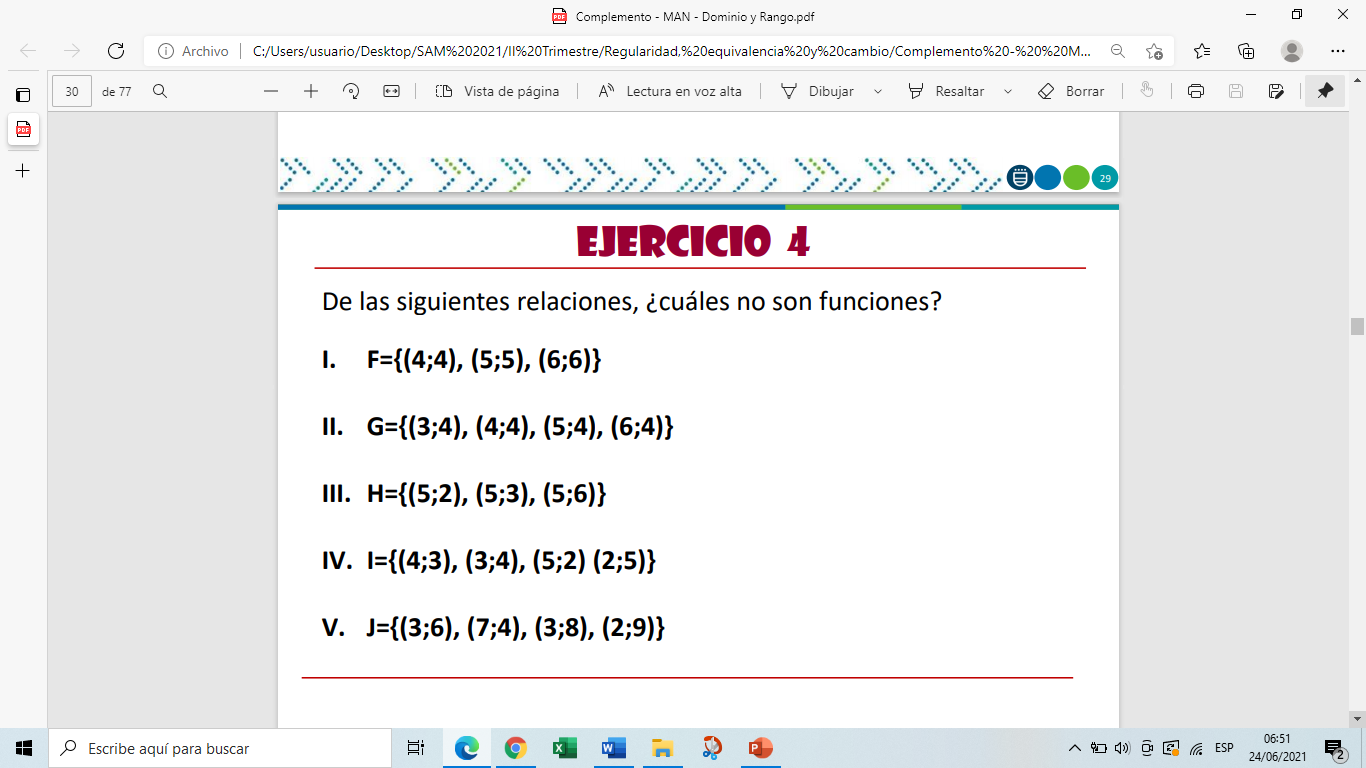 Complemento - MAN - Dominio y Rango.pdf
Archivo
C:/Users/usuario/Desktop/SAM%202021/II%20Trimestre/Regularidad,%20equivalencia%20y%20cambio/Complemento%20-%20%20M...
30 de 77
Vista de página
Lectura en voz alta
Dibujar
Resaltar
Borrar
29
EJERCICIO 4
De las siguientes relaciones, ¿cuáles no son funciones?
I. F={(4;4), (5;5), (6;6)}
II. G={(3;4), (4;4), (5;4), (6;4)}
III. H={(5;2), (5;3), (5;6)}
IV. I={(4;3), (3;4), (5;2) (2;5)}
V. J={(3;6), (7;4), (3;8), (2;9)}
Escribe aquí para buscar
ESP
06:51
24/06/2021
2